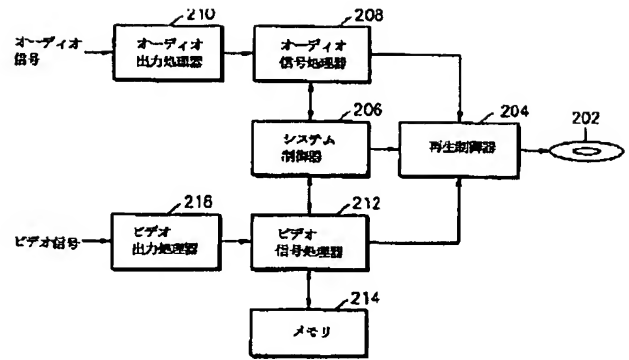 210
208
オーディオ
信号
オーディオ
出力処理器
オーディオ
信号処理器
206
204
202
システム
制御器
再生制御器
216
212
ビデオ信号
ビデオ
出力処理器
ビデオ
信号処理器
214
メモリ